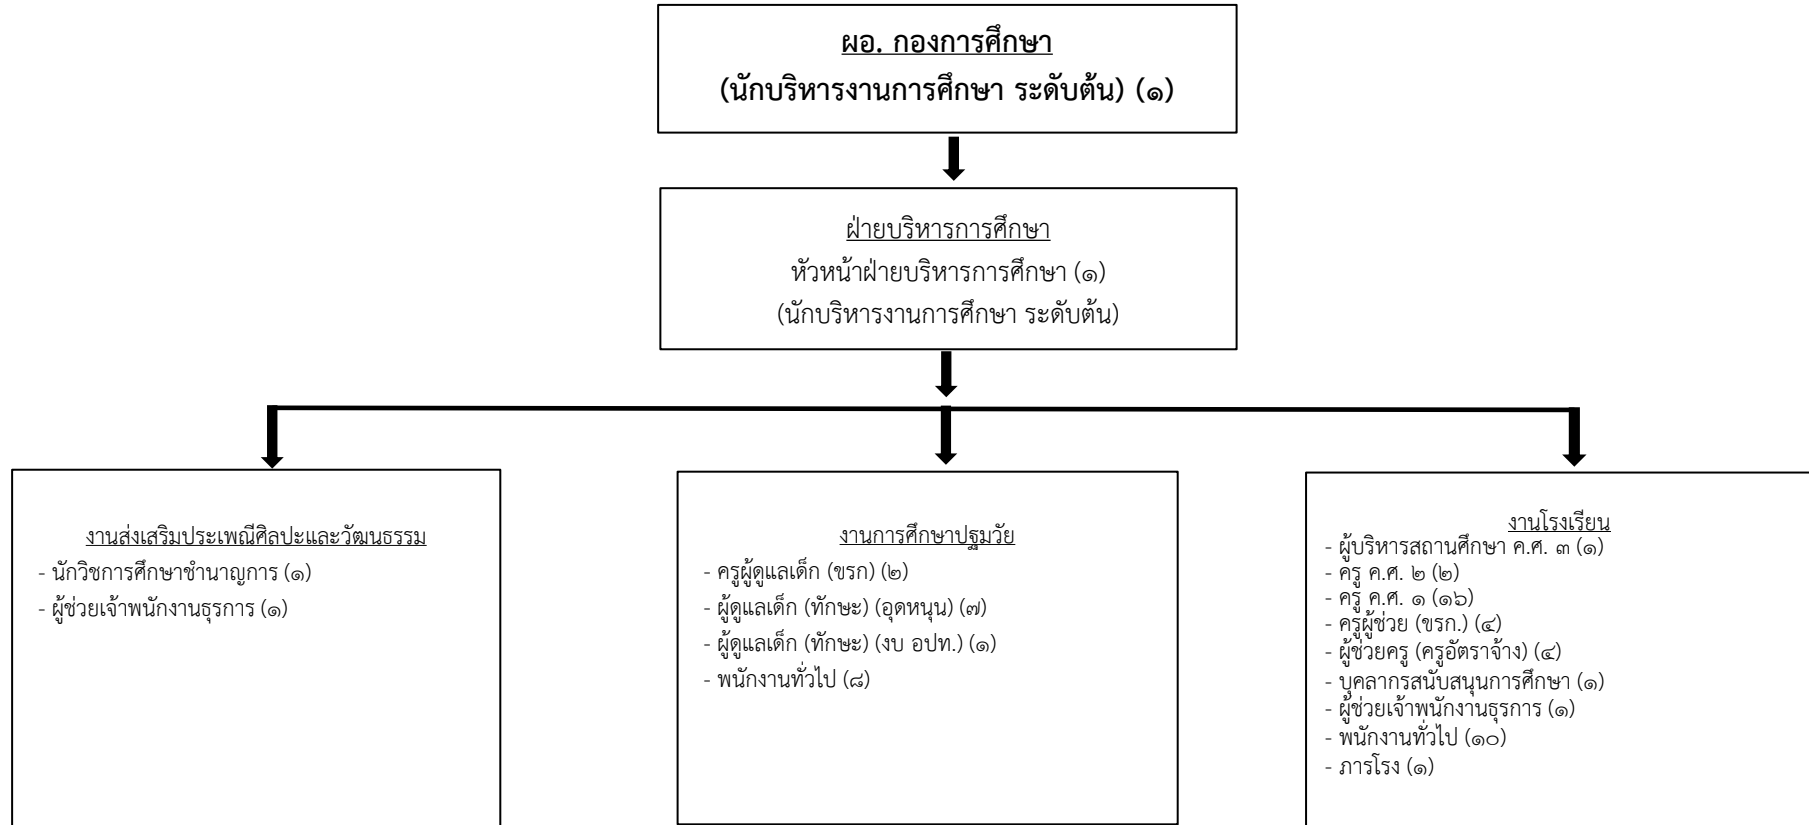 ผอ. กองการศึกษา
(นักบริหารงานการศึกษา ระดับต้น) (๑)
ฝ่ายบริหารการศึกษา
หัวหน้าฝ่ายบริหารการศึกษา (๑)
(นักบริหารงานการศึกษา ระดับต้น)
งานส่งเสริมประเพณีศิลปะและวัฒนธรรม
- นักวิชการศึกษาชำนาญการ (๑)
- ผู้ช่วยเจ้าพนักงานธุรการ (๑)
งานการศึกษาปฐมวัย
- ครูผู้ดูแลเด็ก (ขรก) (๒)
- ผู้ดูแลเด็ก (ทักษะ) (อุดหนุน) (๗)
- ผู้ดูแลเด็ก (ทักษะ) (งบ อปท.) (๑)
- พนักงานทั่วไป (๘)
งานโรงเรียน
- ผู้บริหารสถานศึกษา ค.ศ. ๓ (๑)
- ครู ค.ศ. ๒ (๒)
- ครู ค.ศ. ๑ (๑๖)
- ครูผู้ช่วย (ขรก.) (๔)
- ผู้ช่วยครู (ครูอัตราจ้าง) (๔)
- บุคลากรสนับสนุนการศึกษา (๑)
- ผู้ช่วยเจ้าพนักงานธุรการ (๑)
- พนักงานทั่วไป (๑๐)
- ภารโรง (๑)